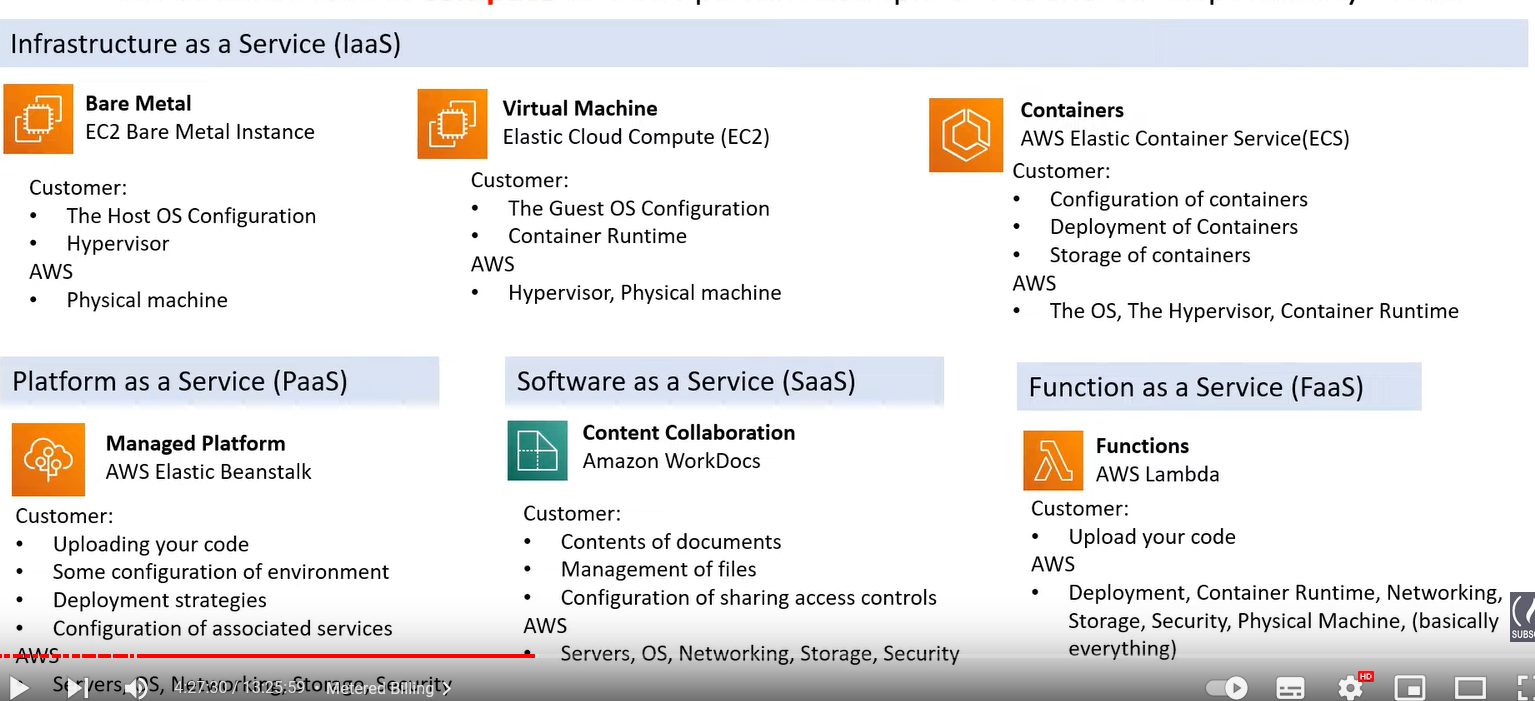 Infrastructure as a Service (IaaS)
Bare Metal
EC2 Bare Metal Instance
Customer:
• The Host OS Configuration
• Hypervisor
AWS
• Physical machine
Virtual Machine
Elastic Cloud Compute (EC2)
Customer:
• The Guest OS Configuration
• Container Runtime
AWS
• Hypervisor, Physical machine
Containers
AWS Elastic Container Service(ECS)
Customer:
• Configuration of containers
• Deployment of Containers
• Storage of containers
AWS
• The OS, The Hypervisor, Container Runtime
Platform as a Service (PaaS)
Managed Platform
AWS Elastic Beanstalk
Customer:
• Uploading your code
• Some configuration of environment
• Deployment strategies
• Configuration of associated services
AWS
Servers, OS, Networking, Storage, Security
Software as a Service (SaaS)
Content Collaboration
Amazon WorkDocs
Customer:
• Contents of documents
• Management of files
• Configuration of sharing access controls
AWS
• Servers, OS, Networking, Storage, Security
Function as a Service (FaaS)
Functions
AWS Lambda
Customer:
• Upload your code
AWS
• Deployment, Container Runtime, Networking,
Storage, Security, Physical Machine, (basically
everything)
SUBSC
4:27:30 / 13:25:59 · Metered Billing >
HD